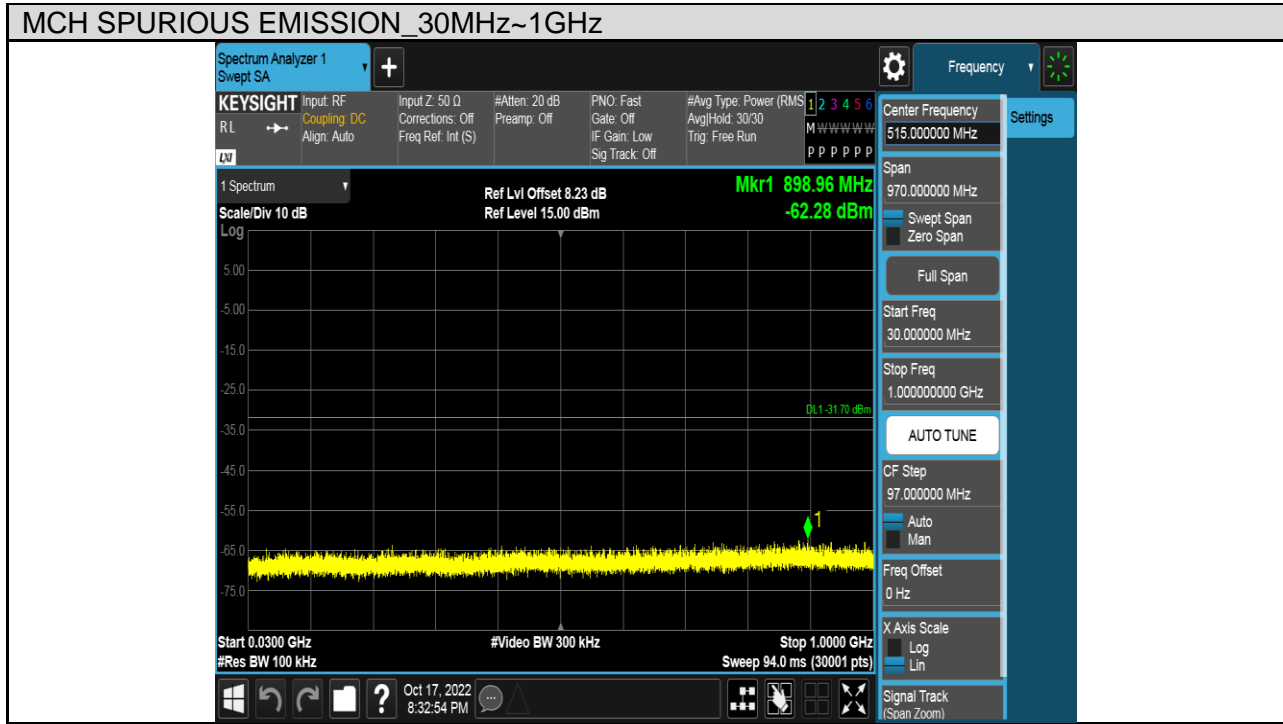 MCH SPURIOUS EMISSION_30MHz~1GHz
Spectrum Analyzer 1
Swept SA
+
Frequency
KEYSIGHT
RL
LXI
Input: RF
Coupling: DC
Align: Auto
Input Z: 50 Ω
Corrections: Off
Freq Ref: Int (S)
#Atten: 20 dB
Preamp: Off
PNO: Fast
Gate: Off
IF Gain: Low
Sig Track: Off
#Avg Type: Power (RMS
Avg|Hold: 30/30
Trig: Free Run
1 2 3 4 5 6
M W W W W W
P P P P P P
1 Spectrum
Scale/Div 10 dB
Ref Lvl Offset 8.23 dB
Ref Level 15.00 dBm
Mkr1 898.96 MHz
-62.28 dBm
Log
5.00
-5.00
-15.0
-25.0
DL1 -31.70 dBm
-35.0
-45.0
-55.0
1
-65.0
-75.0
Start 0.0300 GHz
#Res BW 100 kHz
#Video BW 300 kHz
Stop 1.0000 GHz
Sweep 94.0 ms (30001 pts)
?
Oct 17, 2022
8:32:54 PM
Center Frequency
515.000000 MHz
Settings
Span
970.000000 MHz
Swept Span
Zero Span
Full Span
Start Freq
30.000000 MHz
Stop Freq
1.000000000 GHz
AUTO TUNE
CF Step
97.000000 MHz
Auto
Man
Freq Offset
0 Hz
X Axis Scale
Log
Lin
Signal Track
(Span Zoom)